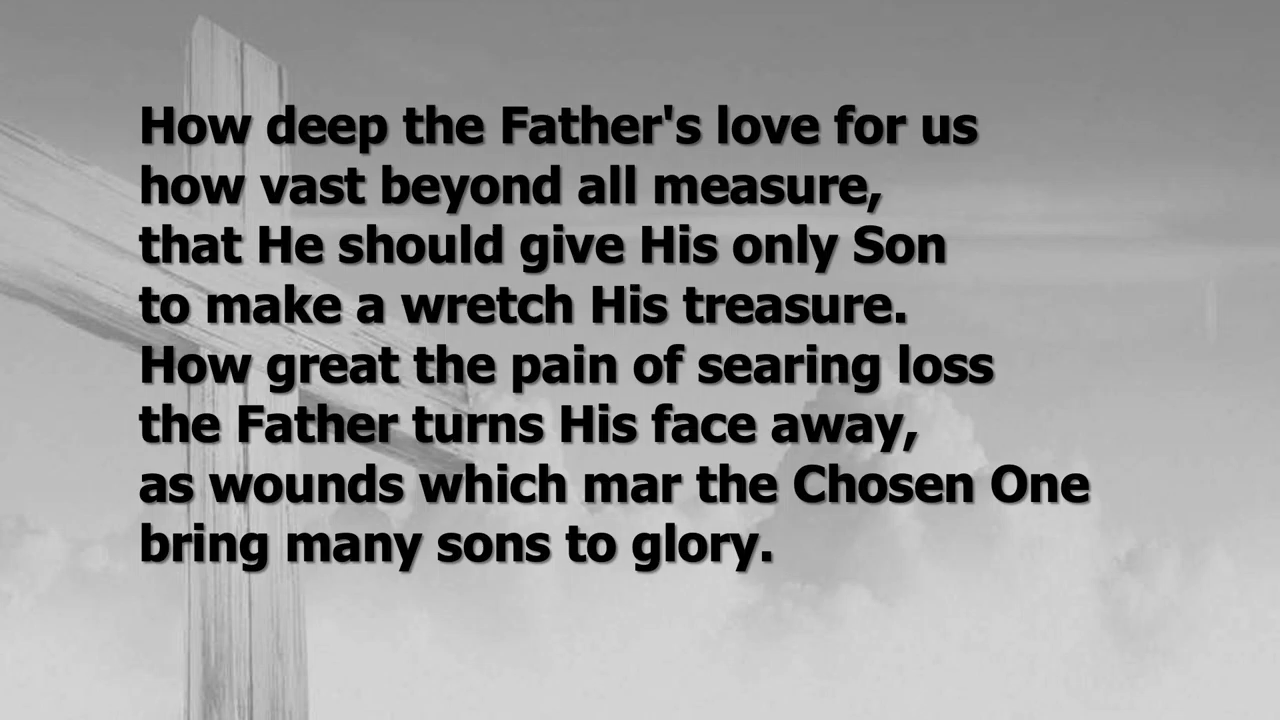 How deep the Father's love for us
how vast beyond all measure,
that He should give His only Son
to make a wretch His treasure.
How great the pain of searing loss
the Father turns His face away,
as wounds which mar the Chosen One
bring many sons to glory.